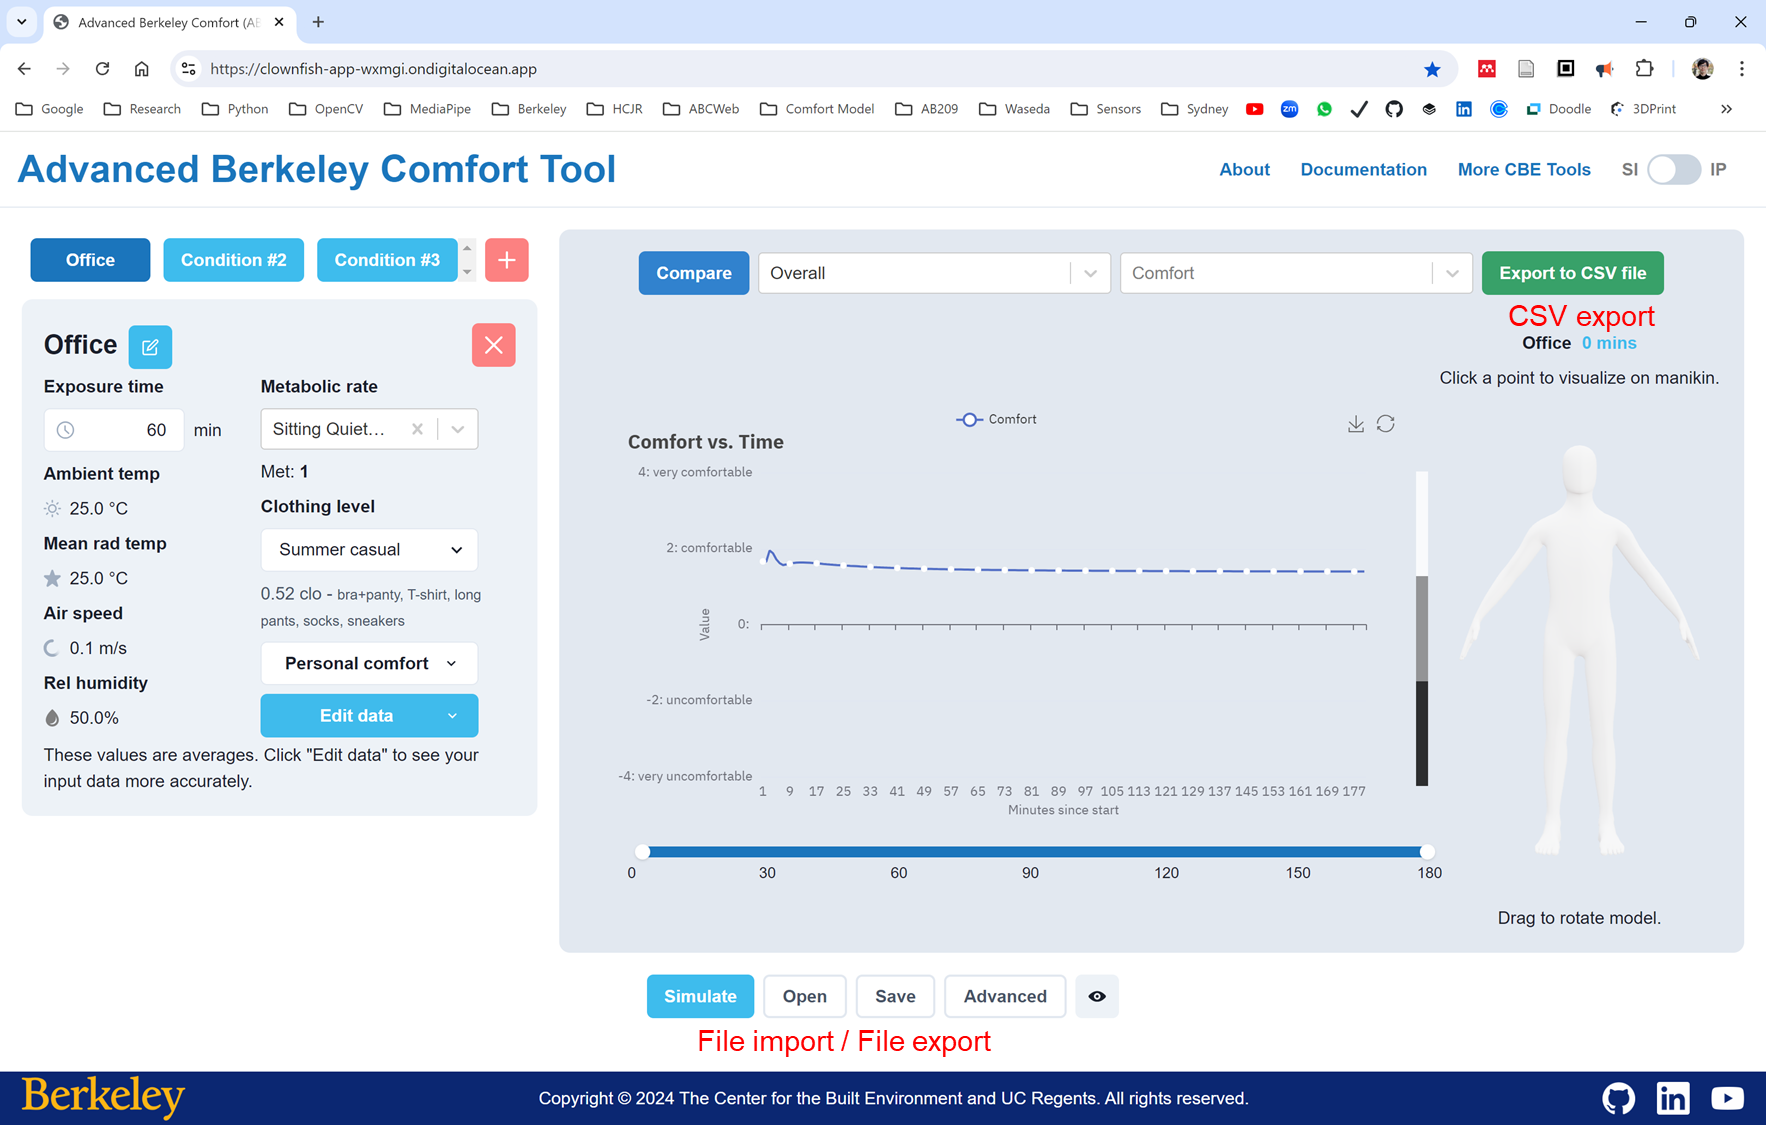 Advanced Berkeley Comfort (AB
https://clownfish-app-wxmgi.ondigitalocean.app
Google Research Python OpenCV MediaPipe Berkeley HCJR ABCWeb Comfort Model AB209 Waseda Sensors Sydney zm Doodle 3DPrint
Advanced Berkeley Comfort Tool
About Documentation More CBE Tools SI IP
Office Condition #2 Condition #3 +
Compare Overall Comfort Export to CSV file
CSV export
Office 0 mins
Click a point to visualize on manikin.
Office
Exposure time
60 min
Ambient temp
25.0 °C
Mean rad temp
25.0 °C
Air speed
0.1 m/s
Rel humidity
50.0%
Metabolic rate
Sitting Quiet...
Met: 1
Clothing level
Summer casual
0.52 clo - bra+panty, T-shirt, long
pants, socks, sneakers
Personal comfort
Edit data
These values are averages. Click "Edit data" to see your
input data more accurately.
Comfort
Comfort vs. Time
4: very comfortable
2: comfortable
Value
0:
-2: uncomfortable
-4: very uncomfortable
1 9 17 25 33 41 49 57 65 73 81 89 97 105 113 121 129 137 145 153 161 169 177
Minutes since start
0 30 60 90 120 150 180
Drag to rotate model.
Simulate Open Save Advanced
File import / File export
Berkeley
Copyright © 2024 The Center for the Built Environment and UC Regents. All rights reserved.
in